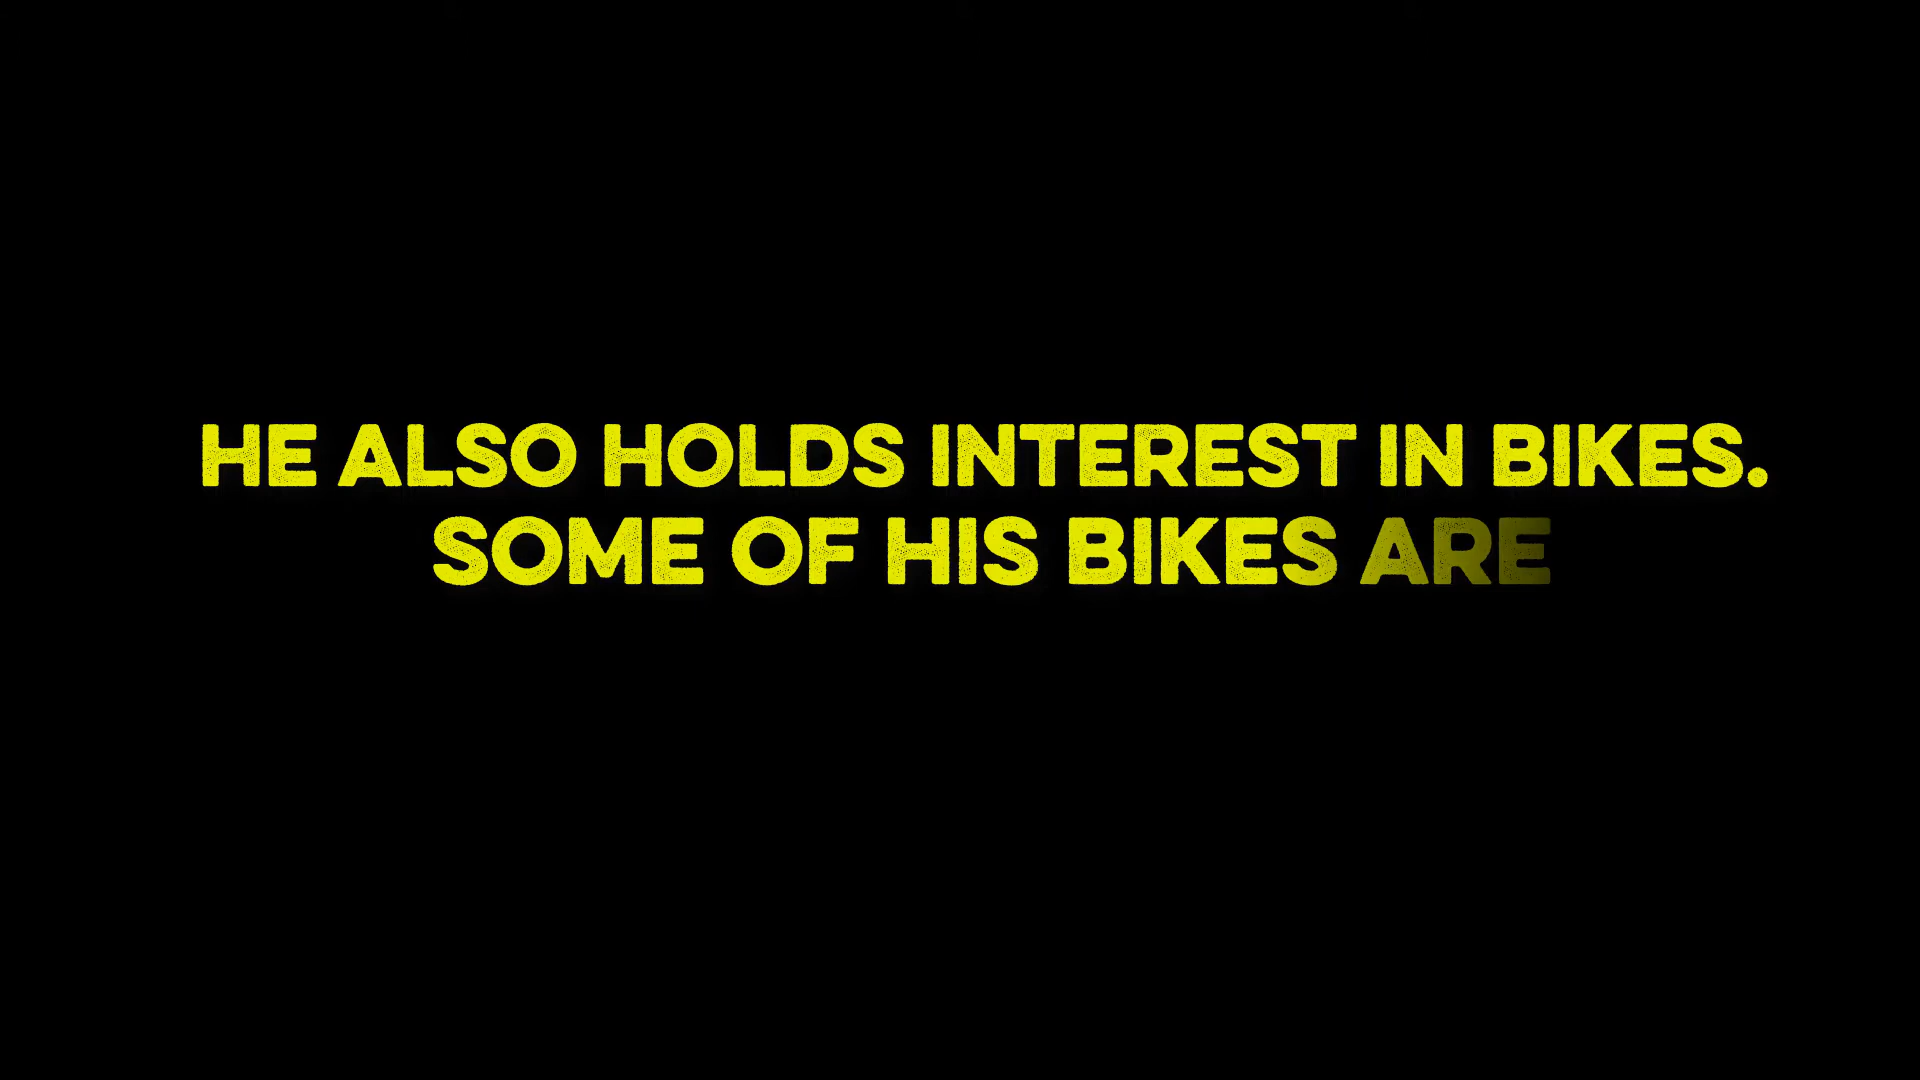 HE ALSO HOLDS INTEREST IN BIKES.
SOME OF HIS BIKES ARE